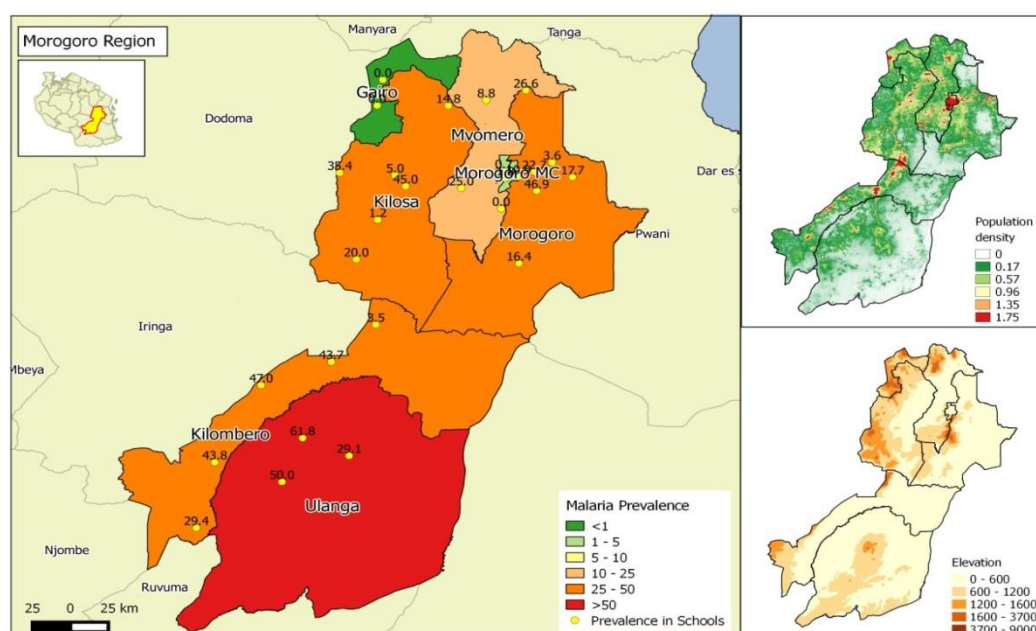 Morogoro Region
Manyara
Tanga
Dodoma
0.0
Gairo
14.8
8.8
26.6
Mvomero
Morogoro MC
3.6
22.7
17.7
46.9
5.0
45.0
25.0
Kilosa
0.0
1.2
Morogoro
Pwani
Dar es s
20.0
16.4
Iringa
3.5
43.7
Mbeya
47.0
Kilombero
61.8
43.8
29.1
50.0
Ulanga
29.4
Njombe
Ruvuma
25 0 25 km
Malaria Prevalence
<1
1 - 5
5 - 10
10 - 25
25 - 50
>50
Prevalence in Schools
Population
density
0
0.17
0.57
0.96
1.35
1.75
Elevation
0 - 600
600 - 1200
1200 - 1600
1600 - 3700
3700 - 9000